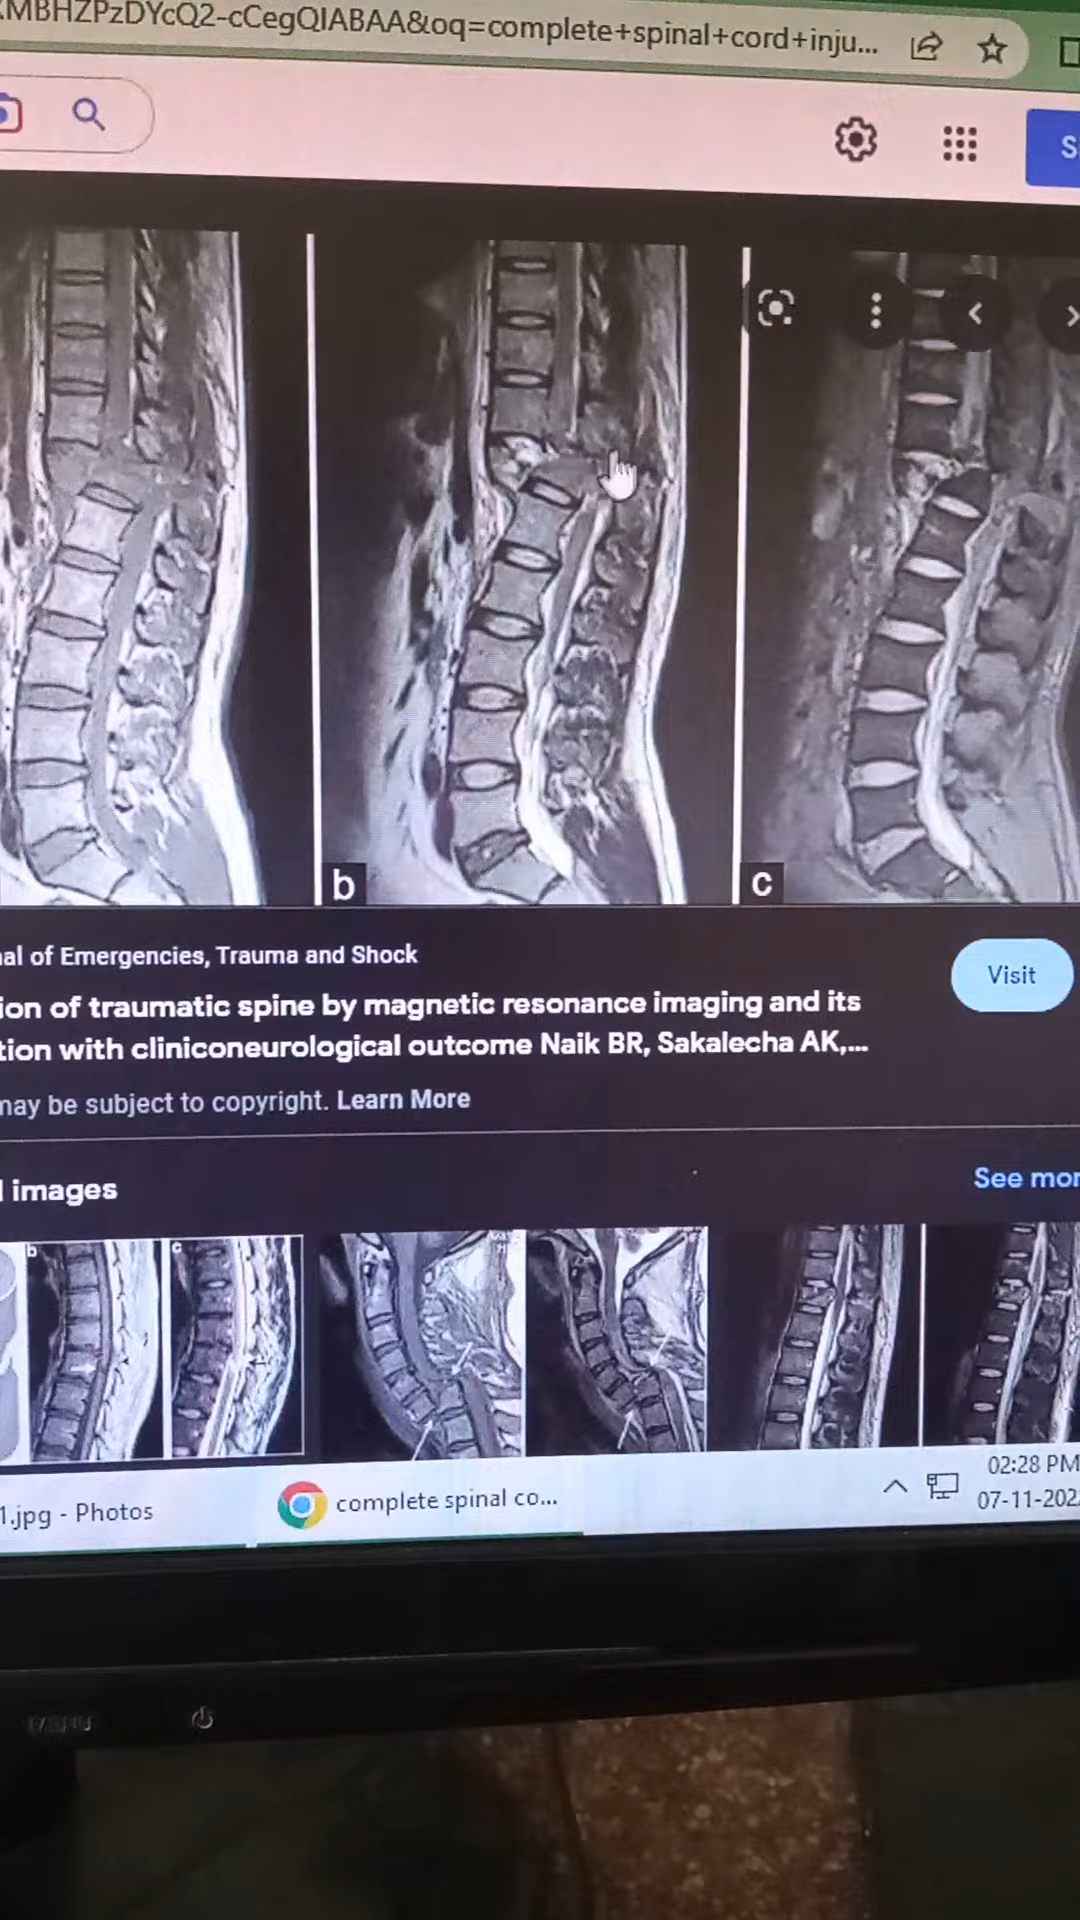 MBHZPzDYcQ2-cCegQIABAA&oq=complete+spinal+cord+inju...
S
b
c
al of Emergencies, Trauma and Shock
Visit
ion of traumatic spine by magnetic resonance imaging and its
tion with cliniconeurological outcome Naik BR, Sakalecha AK,...
may be subject to copyright. Learn More
l images
See mor
b
c
1.jpg - Photos
complete spinal co...
02:28 PM
07-11-202
MENU